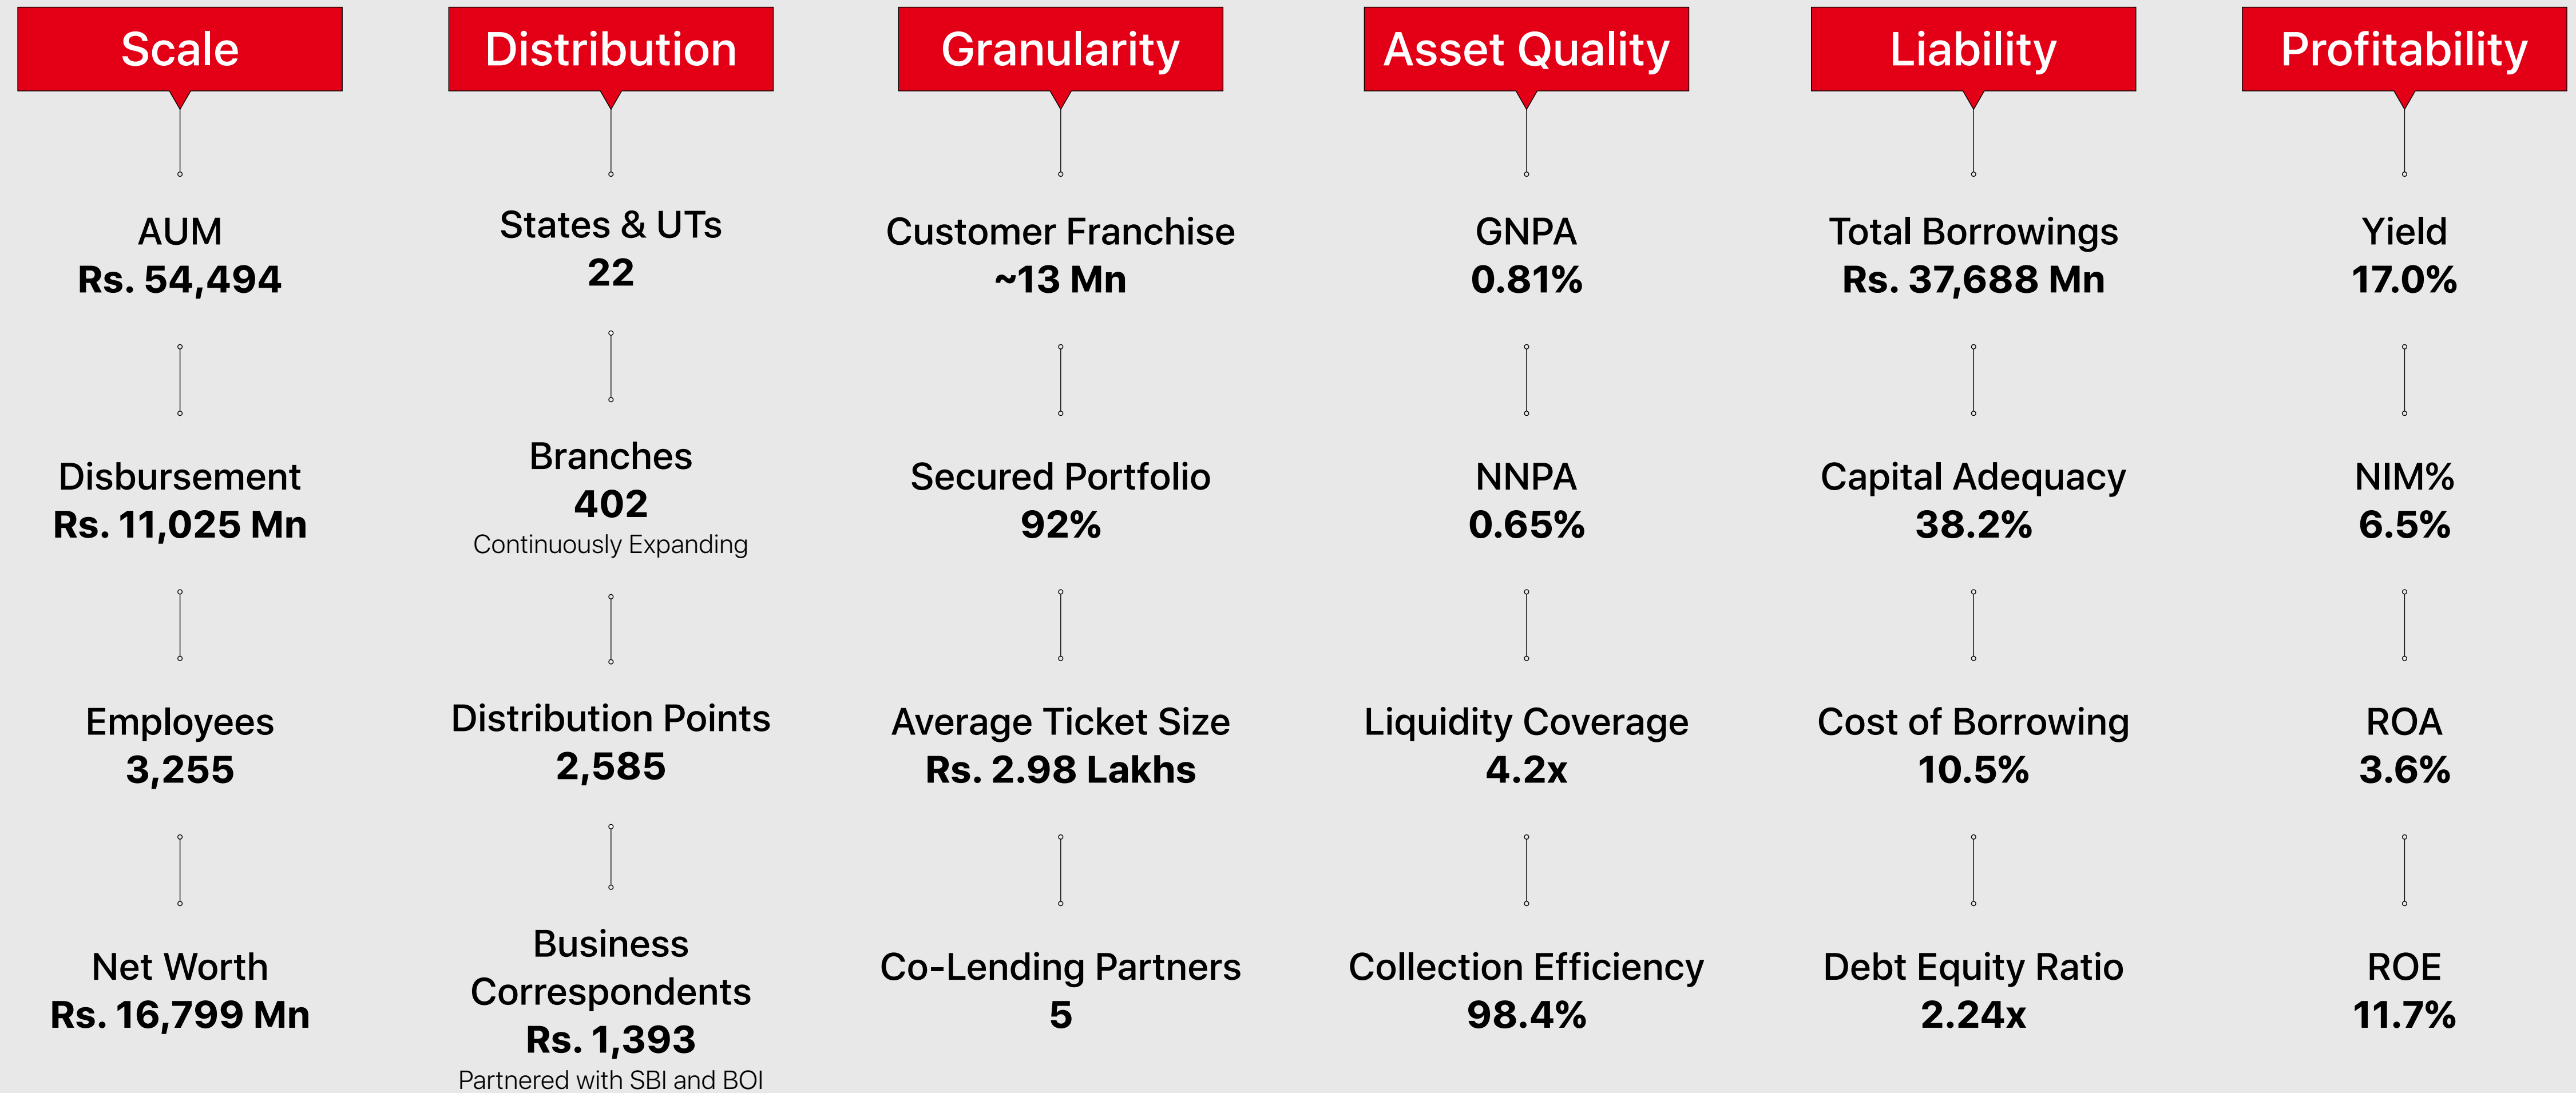 Scale
AUM
Rs. 54,494
Disbursement
Rs. 11,025 Mn
Employees
3,255
Net Worth
Rs. 16,799 Mn
Distribution
States & UTs
22
Branches
402
Continuously Expanding
Distribution Points
2,585
Business
Correspondents
Rs. 1,393
Partnered with SBI and BOI
Granularity
Customer Franchise
~13 Mn
Secured Portfolio
92%
Average Ticket Size
Rs. 2.98 Lakhs
Co-Lending Partners
5
Asset Quality
GNPA
0.81%
NNPA
0.65%
Liquidity Coverage
4.2x
Collection Efficiency
98.4%
Liability
Total Borrowings
Rs. 37,688 Mn
Capital Adequacy
38.2%
Cost of Borrowing
10.5%
Debt Equity Ratio
2.24x
Profitability
Yield
17.0%
NIM%
6.5%
ROA
3.6%
ROE
11.7%